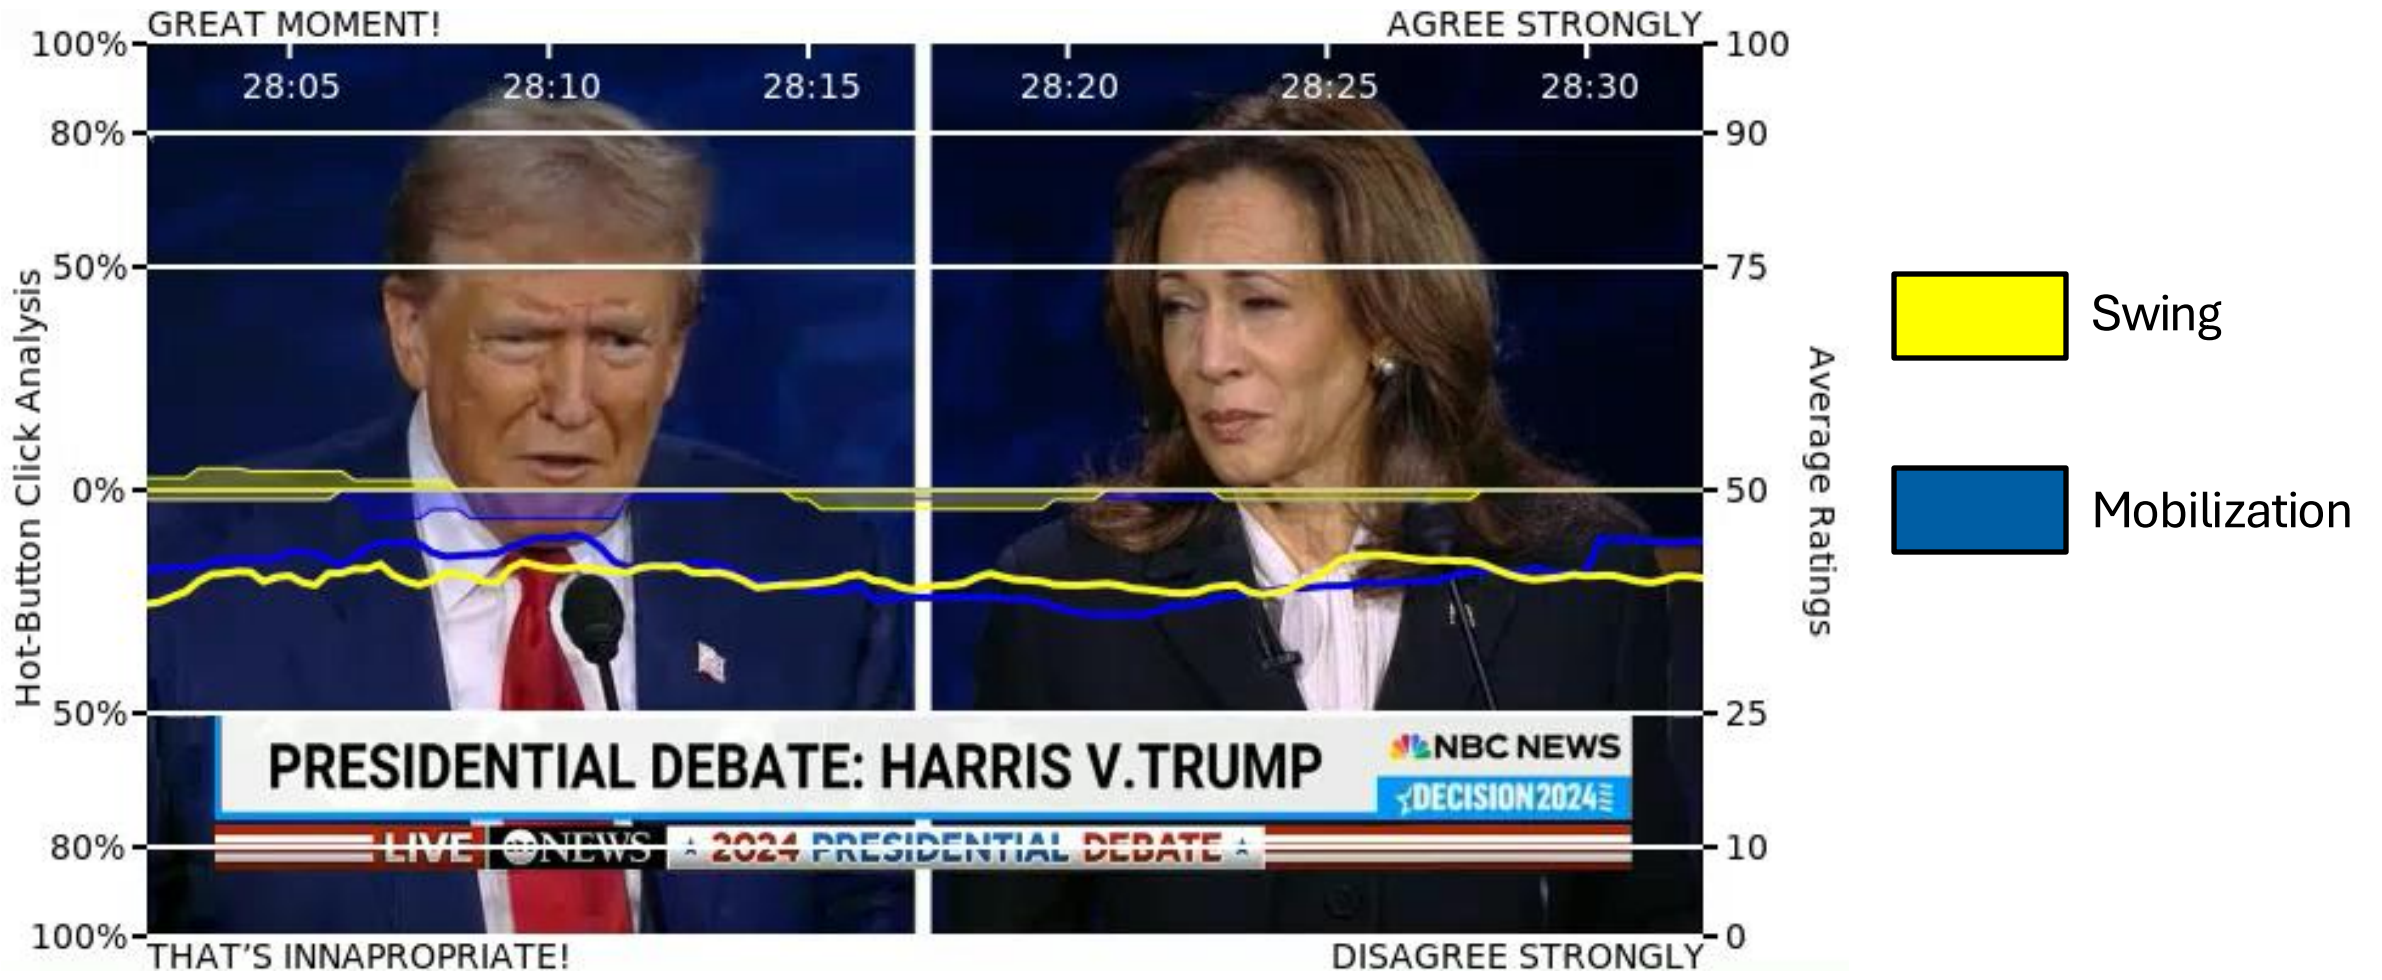 GREAT MOMENT!
AGREE STRONGLY
100%
100
28:05
28:10
28:15
28:20
28:25
28:30
80%
90
50%
75
Swing
Hot-Button Click Analysis
Average Ratings
0%
50
Mobilization
50%
25
PRESIDENTIAL DEBATE: HARRIS V.TRUMP
NBC NEWS
DECISION 2024
80%
LIVE
abc NEWS
2024 PRESIDENTIAL DEBATE
10
100%
0
THAT’S INNAPROPRIATE!
DISAGREE STRONGLY